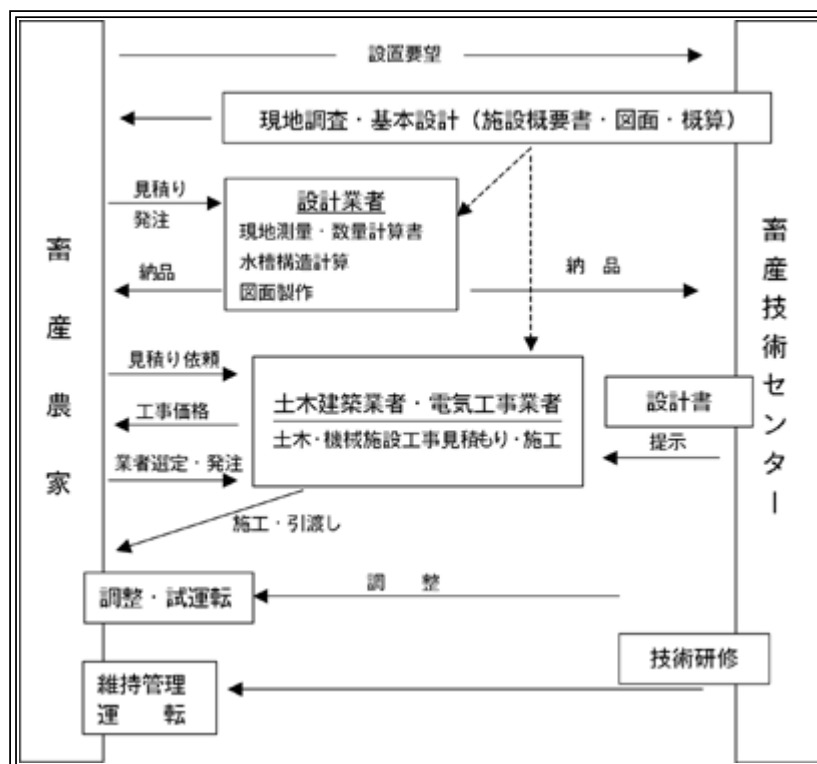 設置要望
現地調査・基本設計（施設概要書・図面・概算）
見積り
発注
設計業者
現地測量・数量計算書
水槽構造計算
図面製作
納品
納　品
畜産農家
畜産技術センター
見積り依頼
工事価格
業者選定・発注
土木建築業者・電気工事業者
土木・機械施設工事見積もり・施工
設計書
提示
施工・引渡し
調整・試運転
調　整
技術研修
維持管理
運　転